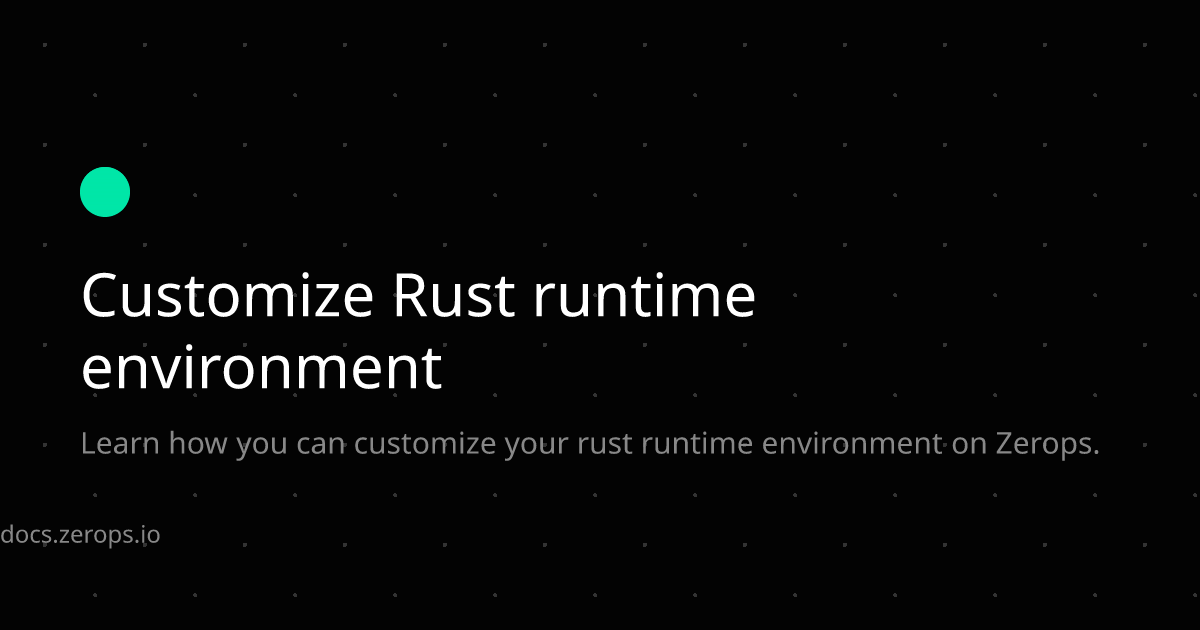 Customize Rust runtime
environment
Learn how you can customize your rust runtime environment on Zerops.
docs.zerops.io